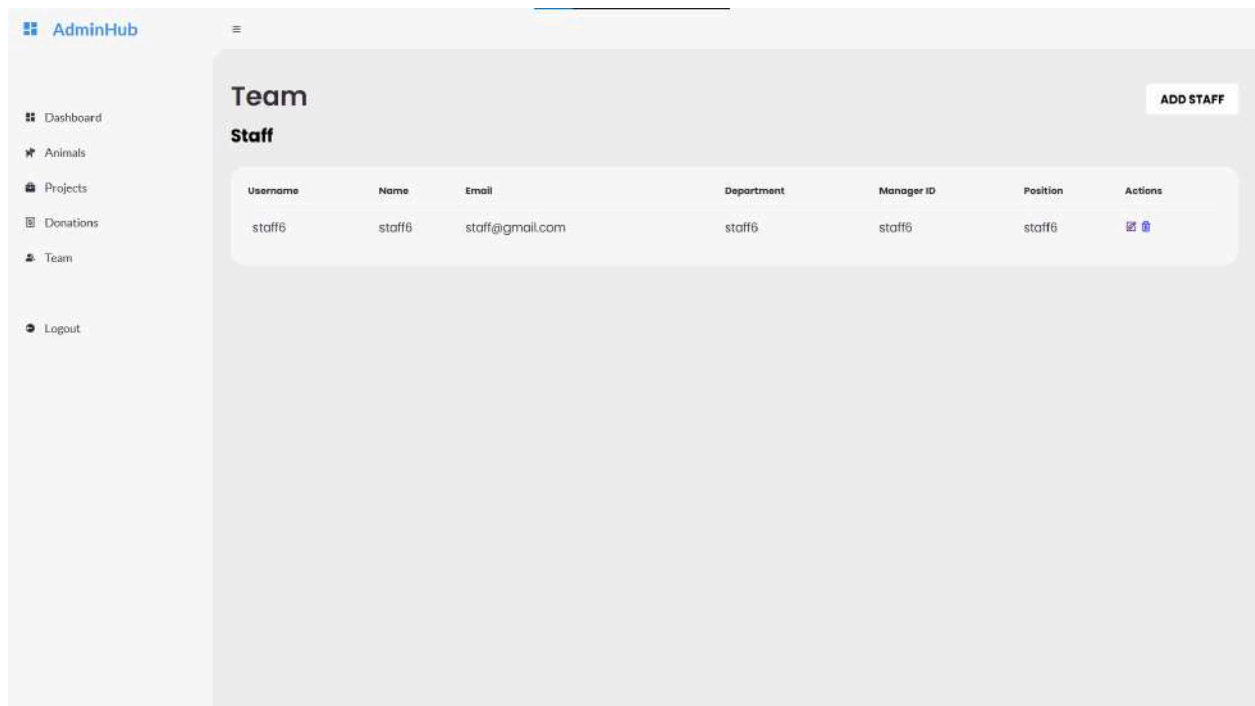 AdminHub
Dashboard
Animals
Projects
Donations
Team
Logout
Team
ADD STAFF
Staff
Username Name Email Department Manager ID Position Actions
staff6 staff6 staff@gmail.com staff6 staff6 staff6